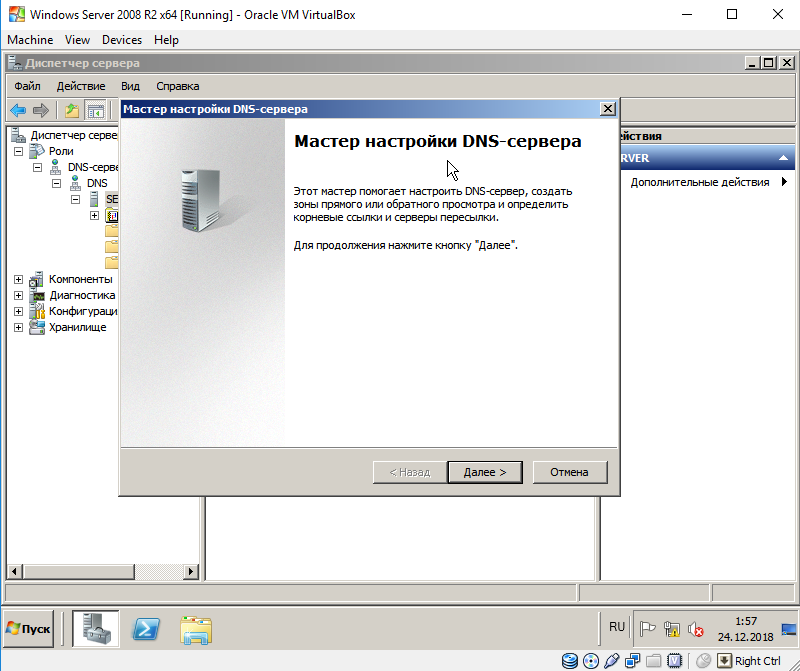 Windows Server 2008 R2 x64 [Running] - Oracle VM VirtualBox
Machine View Devices Help
Диспетчер сервера
Файл Действие Вид Справка
Мастер настройки DNS-сервера
Диспетчер серве
Роли
DNS-серве
DNS
SE
Компоненты
Диагностика
Конфигураци
Хранилище
Мастер настройки DNS-сервера
Этот мастер помогает настроить DNS-сервер, создать
зоны прямого или обратного просмотра и определить
корневые ссылки и серверы пересылки.
Для продолжения нажмите кнопку "Далее".
< Назад Далее > Отмена
ействия
RVER
Дополнительные действия
Пуск
RU
1:57
24.12.2018
Right Ctrl